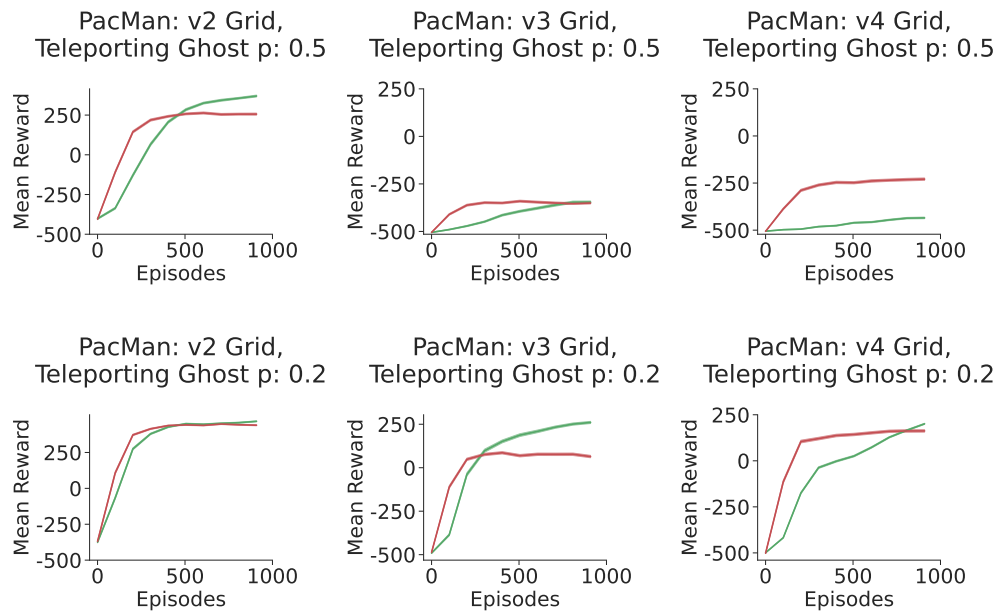 PacMan: v2 Grid,
Teleporting Ghost p: 0.5
PacMan: v3 Grid,
Teleporting Ghost p: 0.5
PacMan: v4 Grid,
Teleporting Ghost p: 0.5
Mean Reward
250
0
-250
-500
0
500
1000
Episodes
Mean Reward
250
0
-250
-500
0
500
1000
Episodes
Mean Reward
250
0
-250
-500
0
500
1000
Episodes
PacMan: v2 Grid,
Teleporting Ghost p: 0.2
PacMan: v3 Grid,
Teleporting Ghost p: 0.2
PacMan: v4 Grid,
Teleporting Ghost p: 0.2
Mean Reward
250
0
-250
-500
0
500
1000
Episodes
Mean Reward
250
0
-250
-500
0
500
1000
Episodes
Mean Reward
250
0
-250
-500
0
500
1000
Episodes